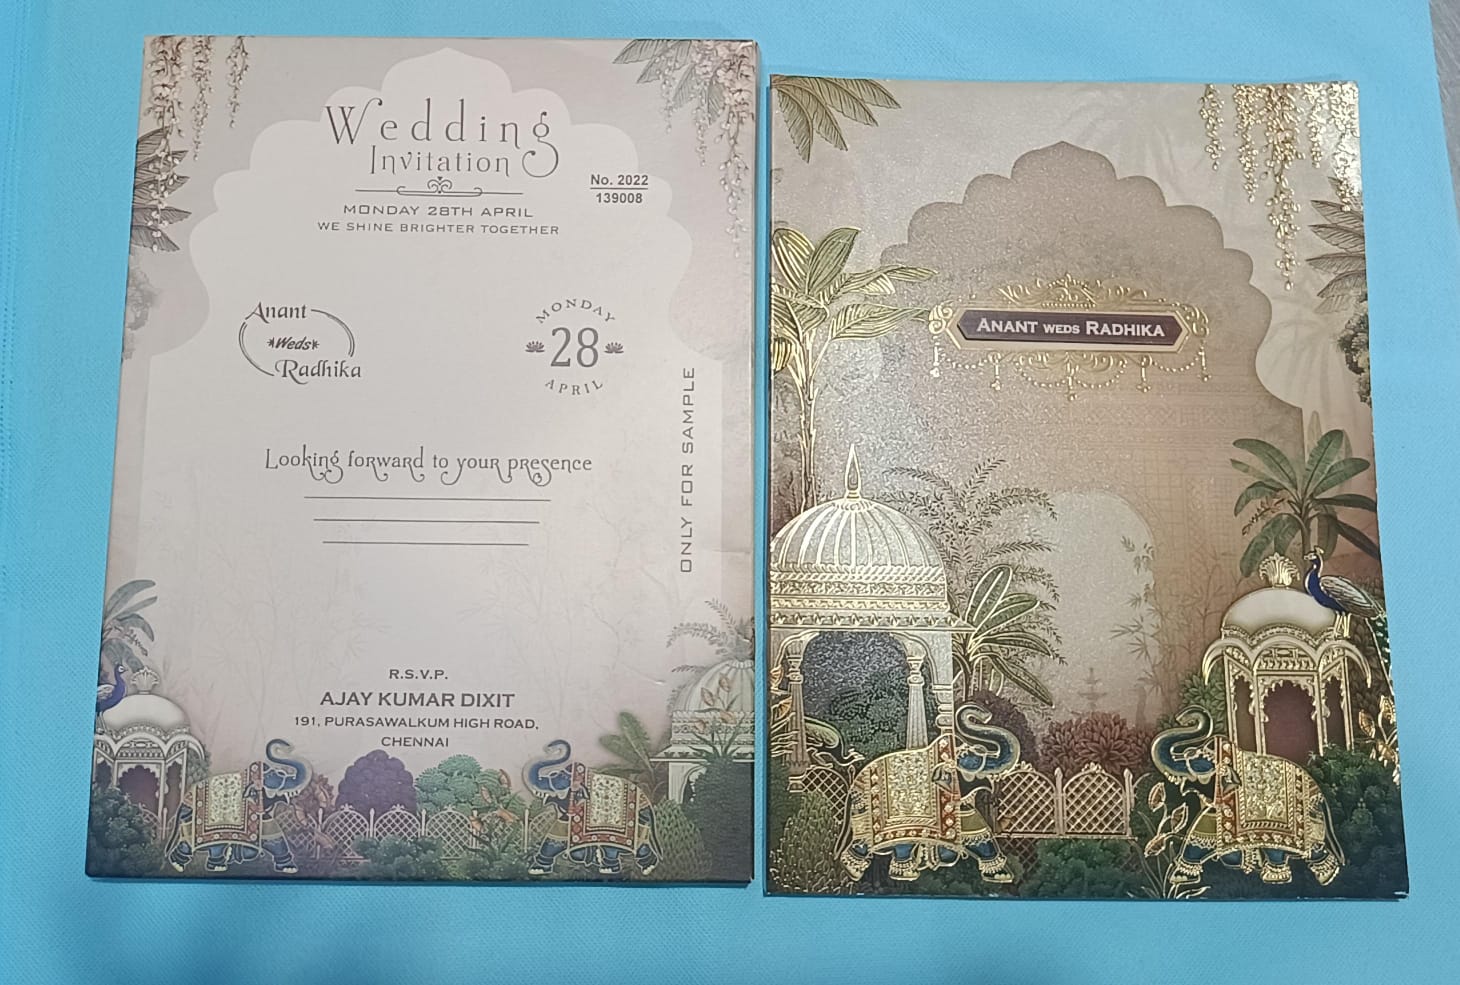 Wedding
Invitation
No. 2022
139008
MONDAY 28TH APRIL
WE SHINE BRIGHTER TOGETHER
Anant
*Weds*
Radhika
MONDAY
28
APRIL
ONLY FOR SAMPLE
Looking forward to your presence
R.S.V.P.
AJAY KUMAR DIXIT
191, PURASAWALKUM HIGH ROAD,
CHENNAI
ANANT WEDS RADHIKA